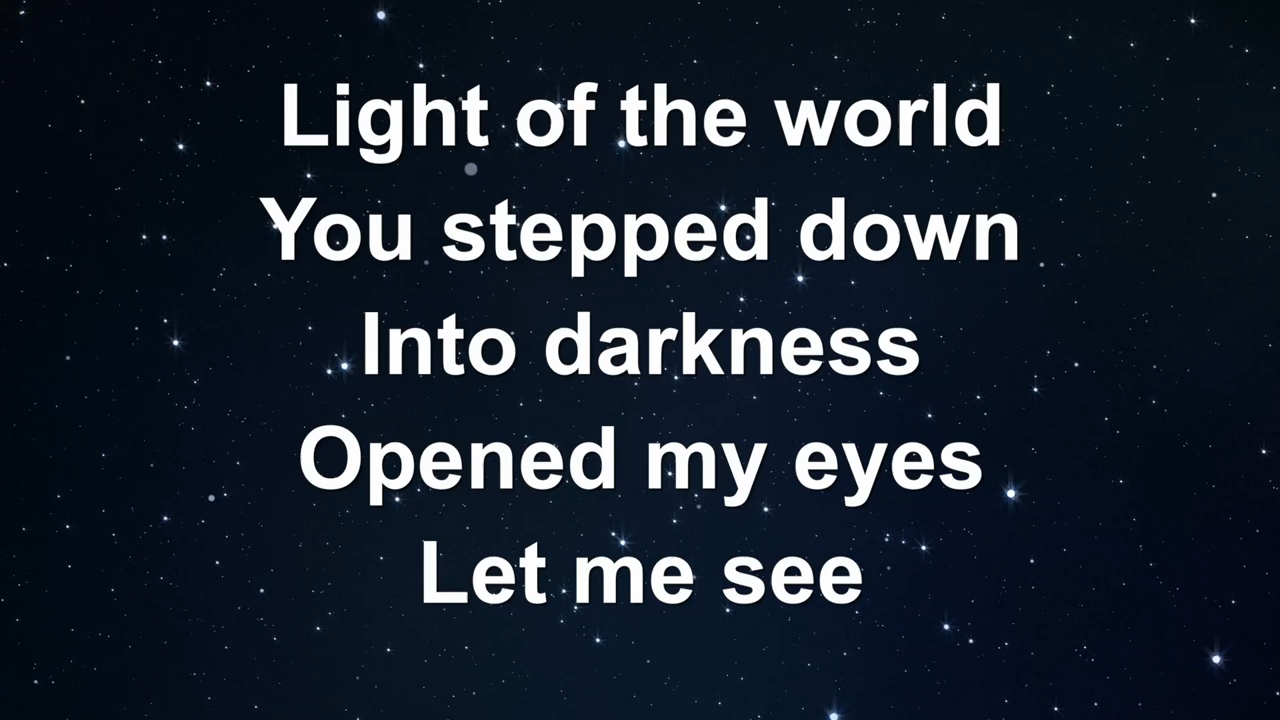 Light of the world
You stepped down
Into darkness
Opened my eyes
Let me see